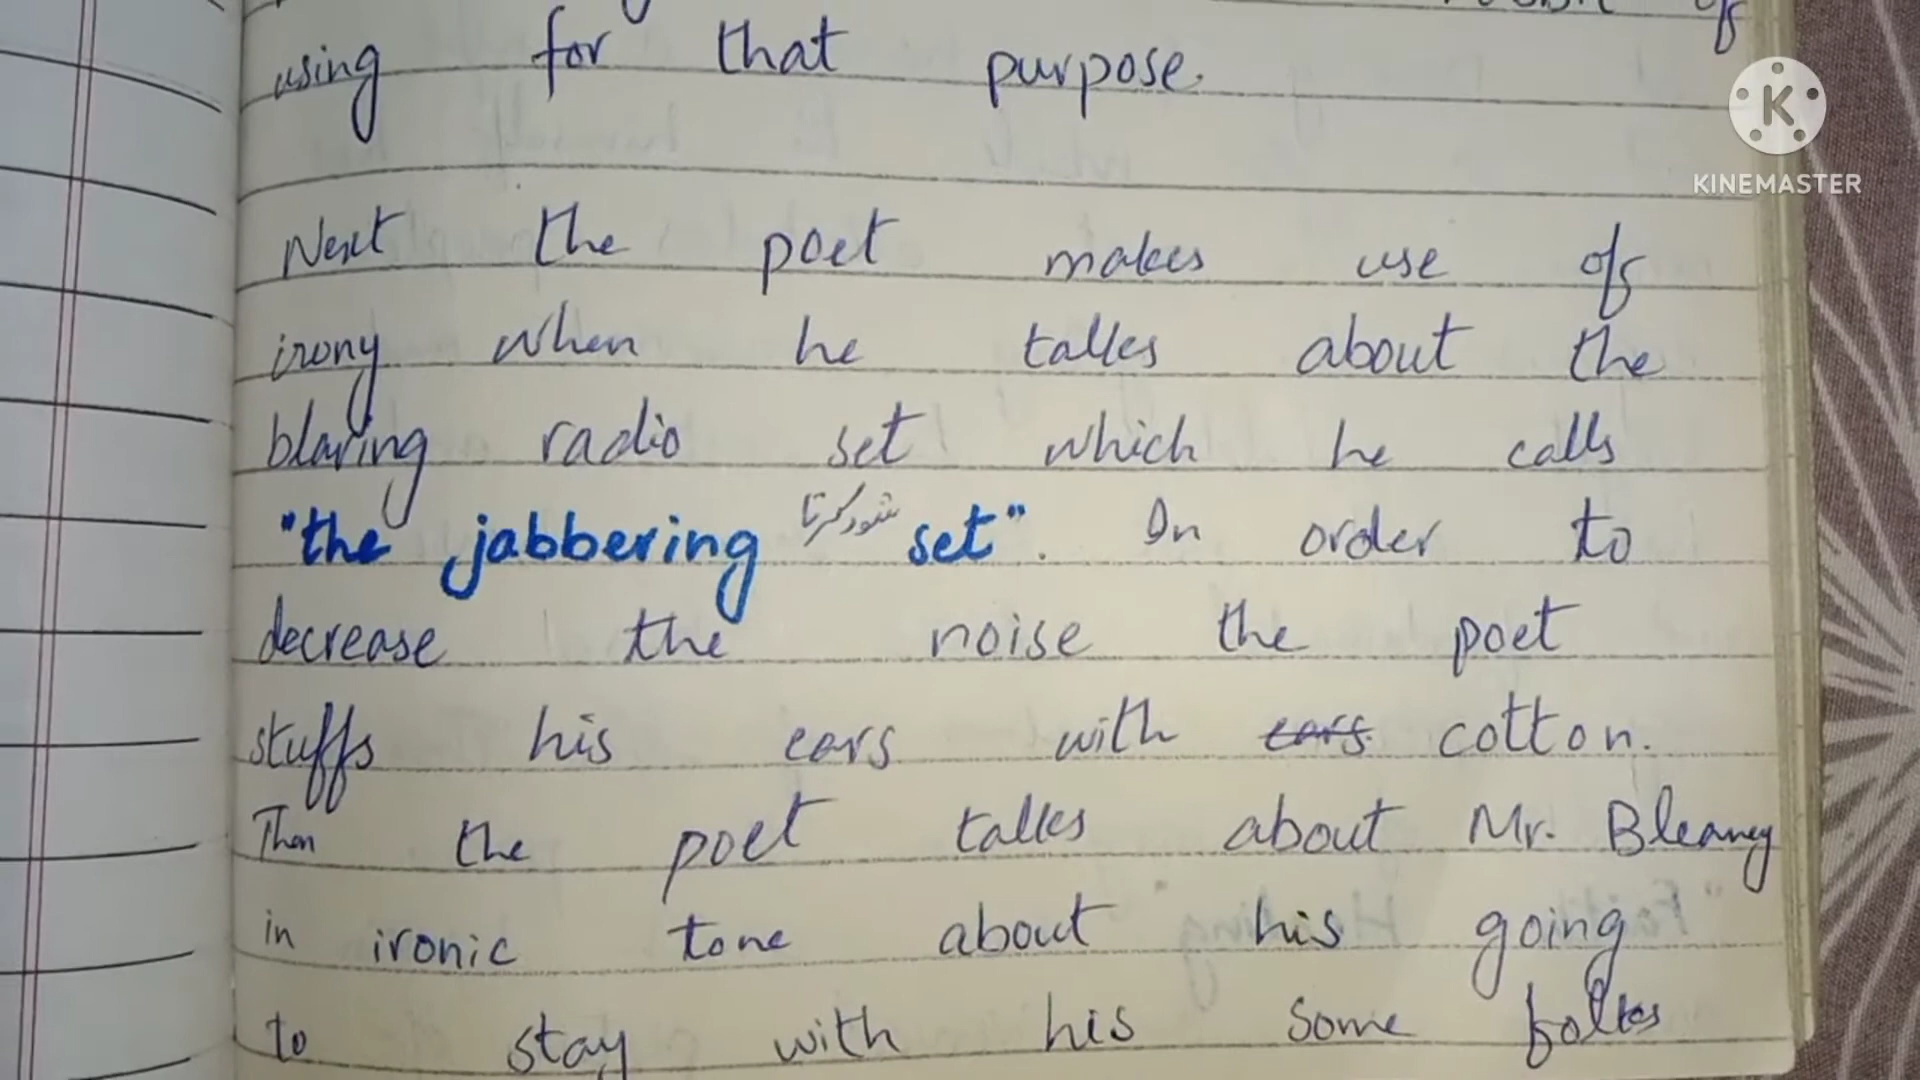 of
using for that purpose.
Next the poet makes use of
irony when he talks about the
blaring radio set which he calls
"the jabbering شور کرتا set". In order to
decrease the noise the poet
stuffs his ears with ears cotton.
Then the poet talks about Mr. Bleaney
in ironic tone about his going
to stay with his some folks
K
KINEMASTER